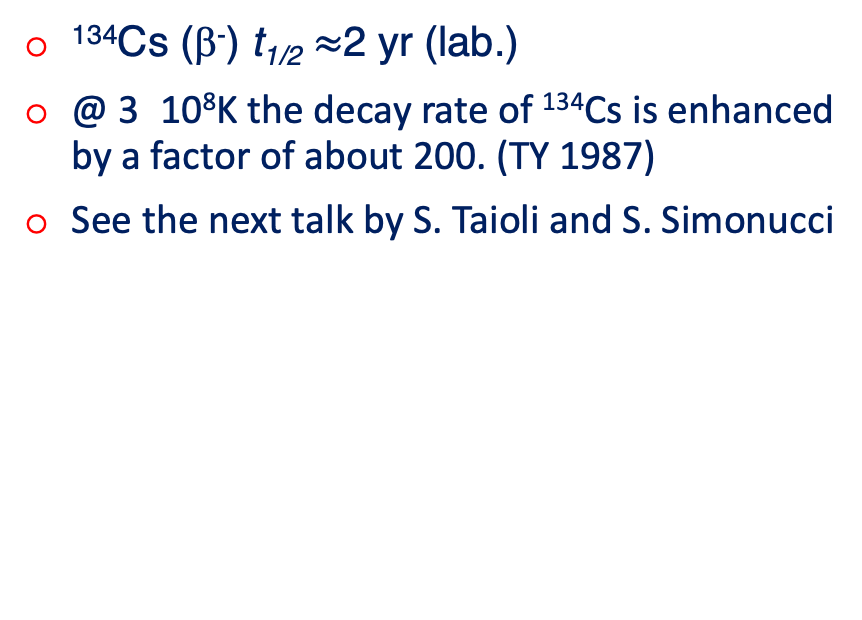 ○ ¹³⁴Cs (β⁻) t₁/₂ ≈2 yr (lab.)
○ @ 3 10⁸K the decay rate of ¹³⁴Cs is enhanced
by a factor of about 200. (TY 1987)
○ See the next talk by S. Taioli and S. Simonucci